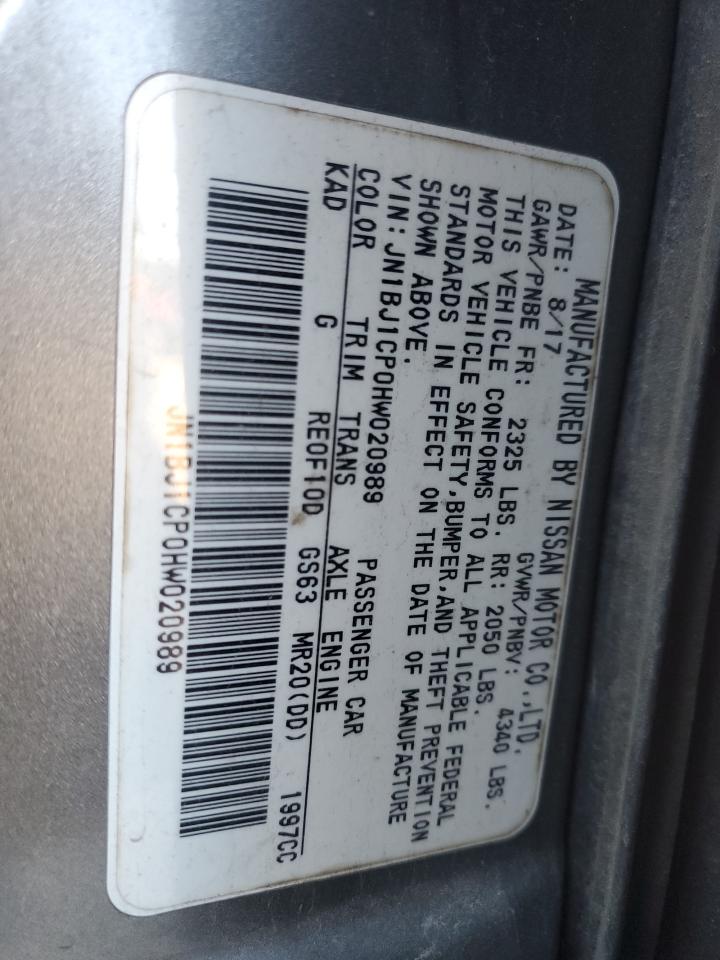 MANUFACTURED BY NISSAN MOTOR CO.,LTD.
DATE: 8/17 GVWR/PNBV: 4340 LBS.
GAWR/PNBE FR: 2325 LBS. RR: 2050 LBS.
THIS VEHICLE CONFORMS TO ALL APPLICABLE FEDERAL
MOTOR VEHICLE SAFETY,BUMPER,AND THEFT PREVENTION
STANDARDS IN EFFECT ON THE DATE OF MANUFACTURE
SHOWN ABOVE.
VIN: JN1BJ1CP0HW020989 PASSENGER CAR
COLOR TRIM TRANS AXLE ENGINE
KAD G RE0F10D GS63 MR20(DD) 1997CC
JN1BJ1CP0HW020989